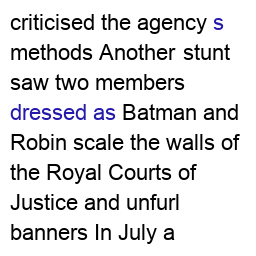 criticised the agency s
methods Another stunt
saw two members
dressed as Batman and
Robin scale the walls of
the Royal Courts of
Justice and unfurl
banners In July a